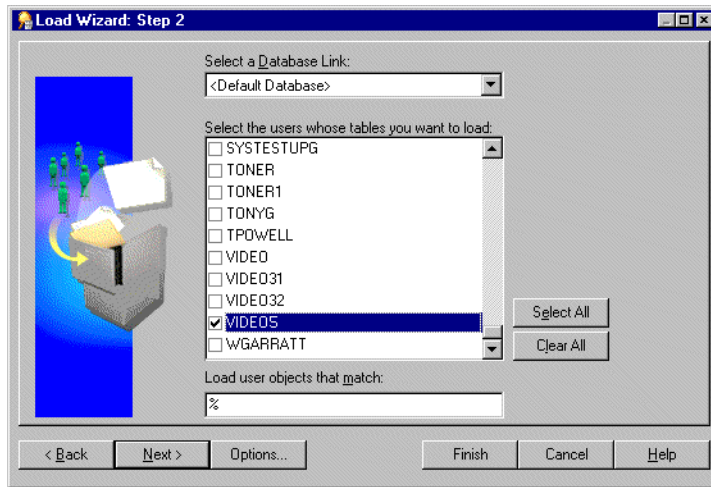 Load Wizard: Step 2
Select a Database Link:
<Default Database>
Select the users whose tables you want to load:
SYSTESTUPG
TONER
TONER1
TONYG
TPOWELL
VIDEO
VIDEO31
VIDEO32
VIDEO5
WGARRATT
Select All
Clear All
Load user objects that match:
%
< Back
Next >
Options...
Finish
Cancel
Help